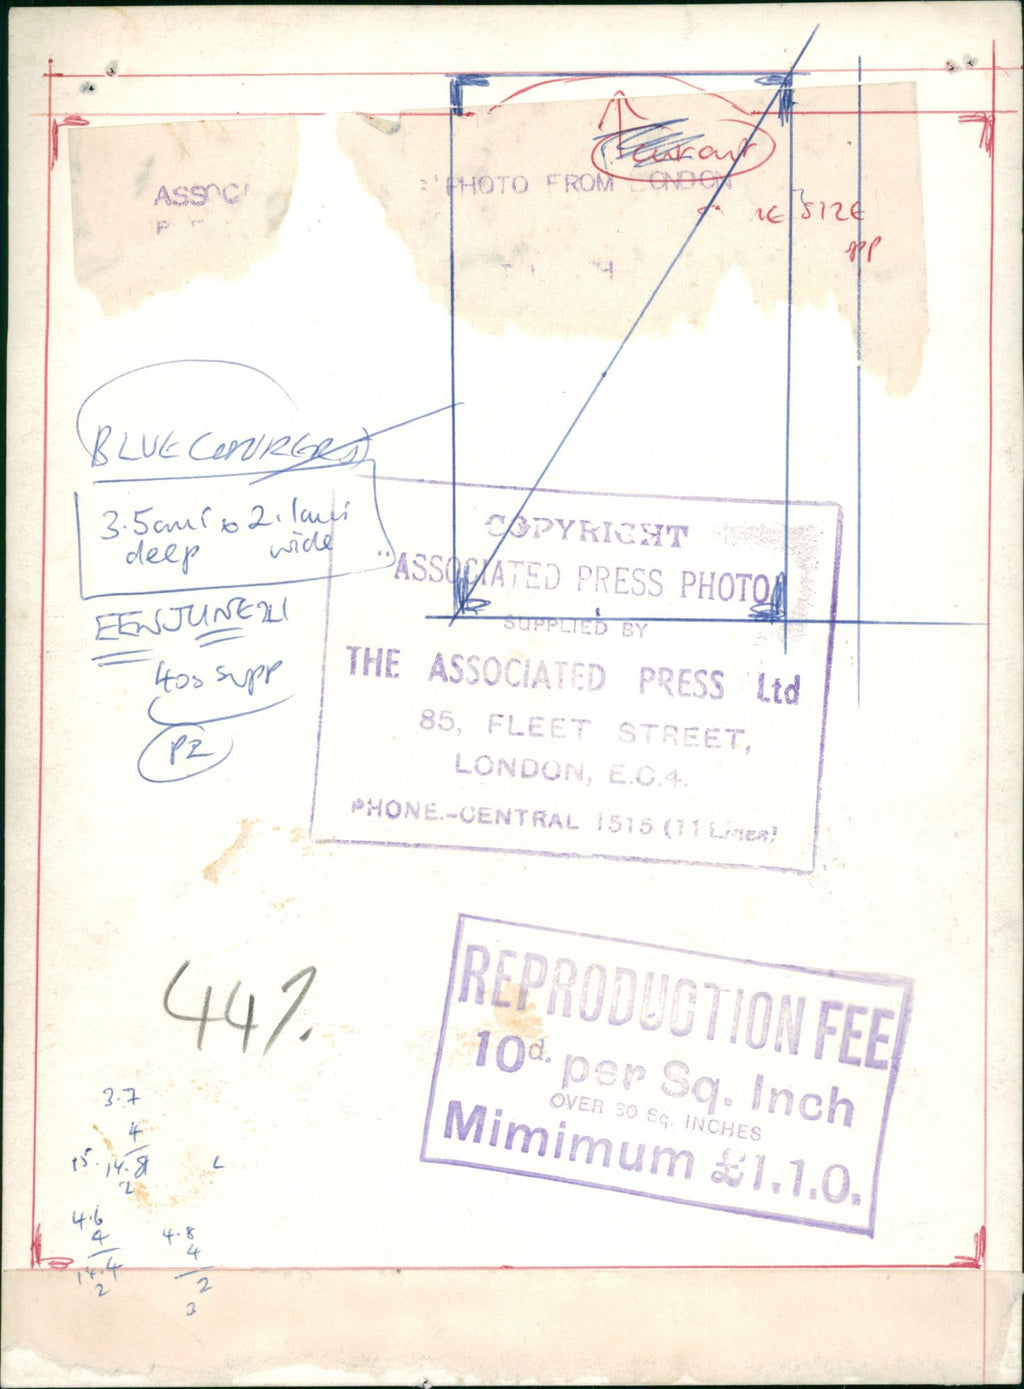 cutout
ASSOC
PHOTO FROM LONDON
SIZE
BLUE CORNERS
3.5cms to 2.1cms
deep wide
EEN JUNE 21
40s supp
P2
COPYRIGHT
"ASSOCIATED PRESS PHOTO
SUPPLIED BY
THE ASSOCIATED PRESS Ltd
85, FLEET STREET,
LONDON, E.C.4.
PHONE.-CENTRAL 1515 (11 Lines)
44%
REPRODUCTION FEE
10d. per Sq. Inch
OVER 30 Sq. INCHES
Mimimum £1.1.0.
3.7
4
14.8
2
4.6
4
14.4
2
4.8
4
2
3